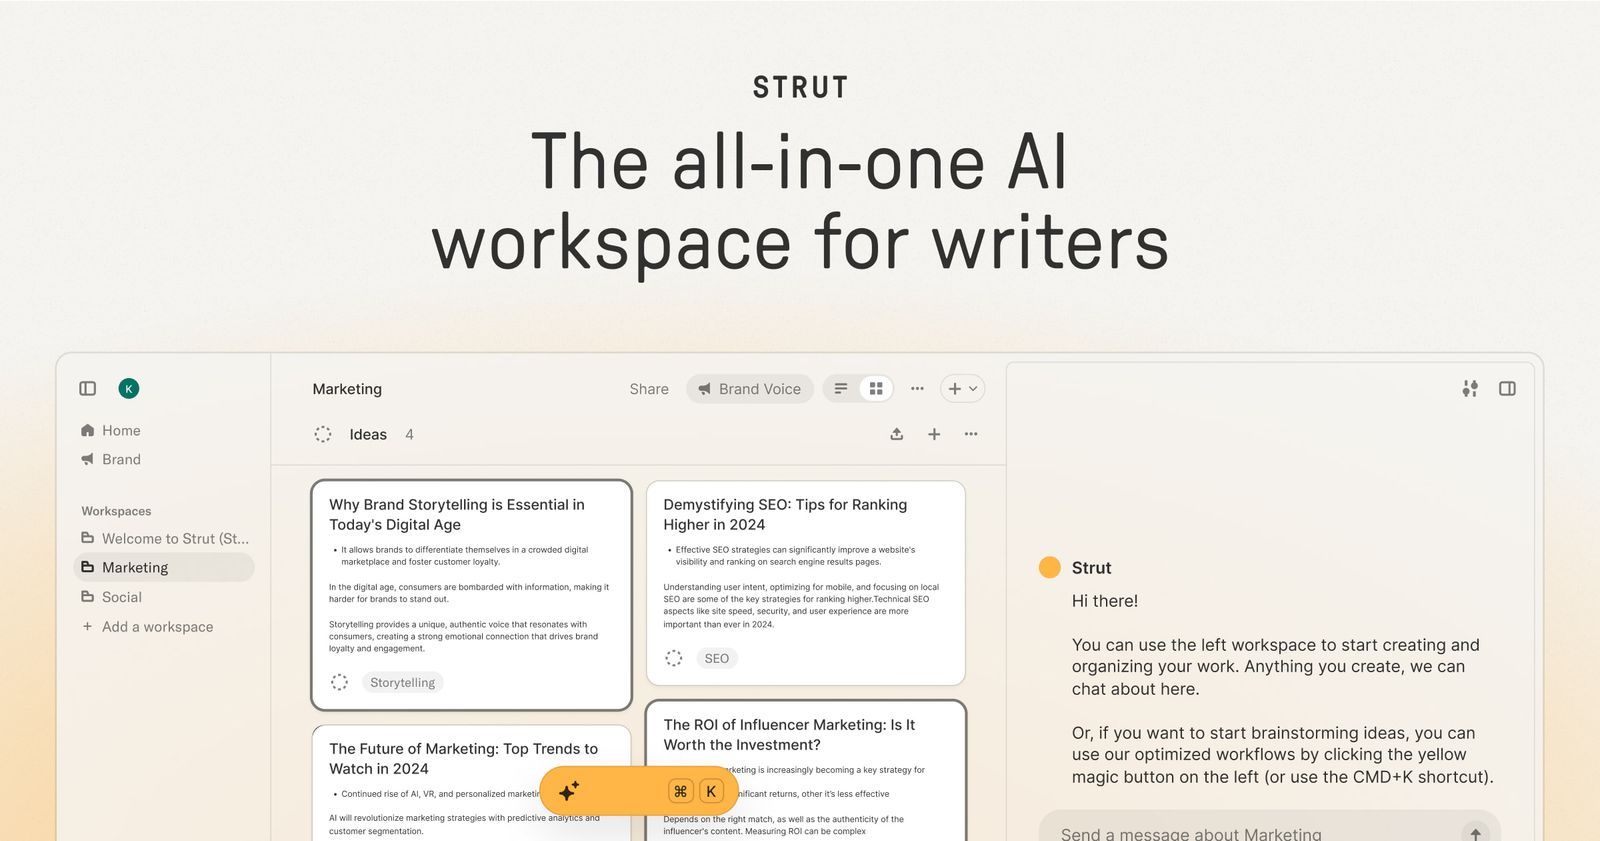 STRUT
The all-in-one AI
workspace for writers
K
Home
Brand
Workspaces
Welcome to Strut (St...
Marketing
Social
+ Add a workspace
Marketing
Share
Brand Voice
Ideas 4
Why Brand Storytelling is Essential in
Today's Digital Age
• It allows brands to differentiate themselves in a crowded digital
marketplace and foster customer loyalty.
In the digital age, consumers are bombarded with information, making it
harder for brands to stand out.
Storytelling provides a unique, authentic voice that resonates with
consumers, creating a strong emotional connection that drives brand
loyalty and engagement.
Storytelling
Demystifying SEO: Tips for Ranking
Higher in 2024
• Effective SEO strategies can significantly improve a website's
visibility and ranking on search engine results pages.
Understanding user intent, optimizing for mobile, and focusing on local
SEO are some of the key strategies for ranking higher.Technical SEO
aspects like site speed, security, and user experience are more
important than ever in 2024.
SEO
The Future of Marketing: Top Trends to
Watch in 2024
• Continued rise of AI, VR, and personalized
AI will revolutionize marketing strategies with predictive analytics and
customer segmentation.
The ROI of Influencer Marketing: Is It
Worth the Investment?
is increasingly becoming a key strategy for
returns, other it's less effective
Depends on the right match, as well as the authenticity of the
influencer's content. Measuring ROI can be complex
⌘ K
Strut
Hi there!
You can use the left workspace to start creating and
organizing your work. Anything you create, we can
chat about here.
Or, if you want to start brainstorming ideas, you can
use our optimized workflows by clicking the yellow
magic button on the left (or use the CMD+K shortcut).
Send a message about Marketing